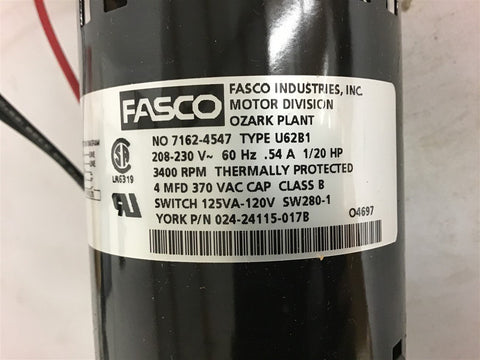 FASCO
FASCO INDUSTRIES, INC.
MOTOR DIVISION
OZARK PLANT
NO 7162-4547 TYPE U62B1
208-230 V~ 60 Hz .54 A 1/20 HP
3400 RPM THERMALLY PROTECTED
4 MFD 370 VAC CAP CLASS B
SWITCH 125VA-120V SW280-1
YORK P/N 024-24115-017B
O4697
LR6319
DIAGRAM
LINE